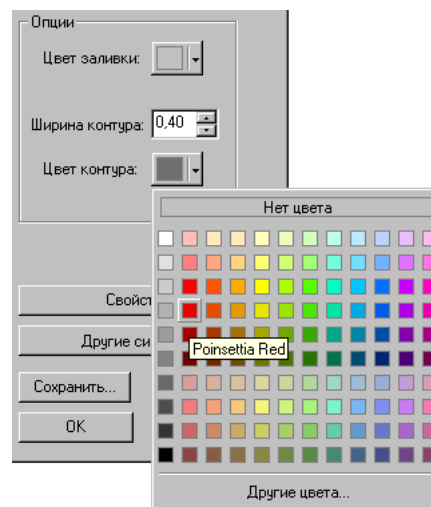 Опции
Цвет заливки:
Ширина контура: 0,40
Цвет контура:
Нет цвета
Свойст
Другие си
Poinsettia Red
Сохранить...
OK
Другие цвета...